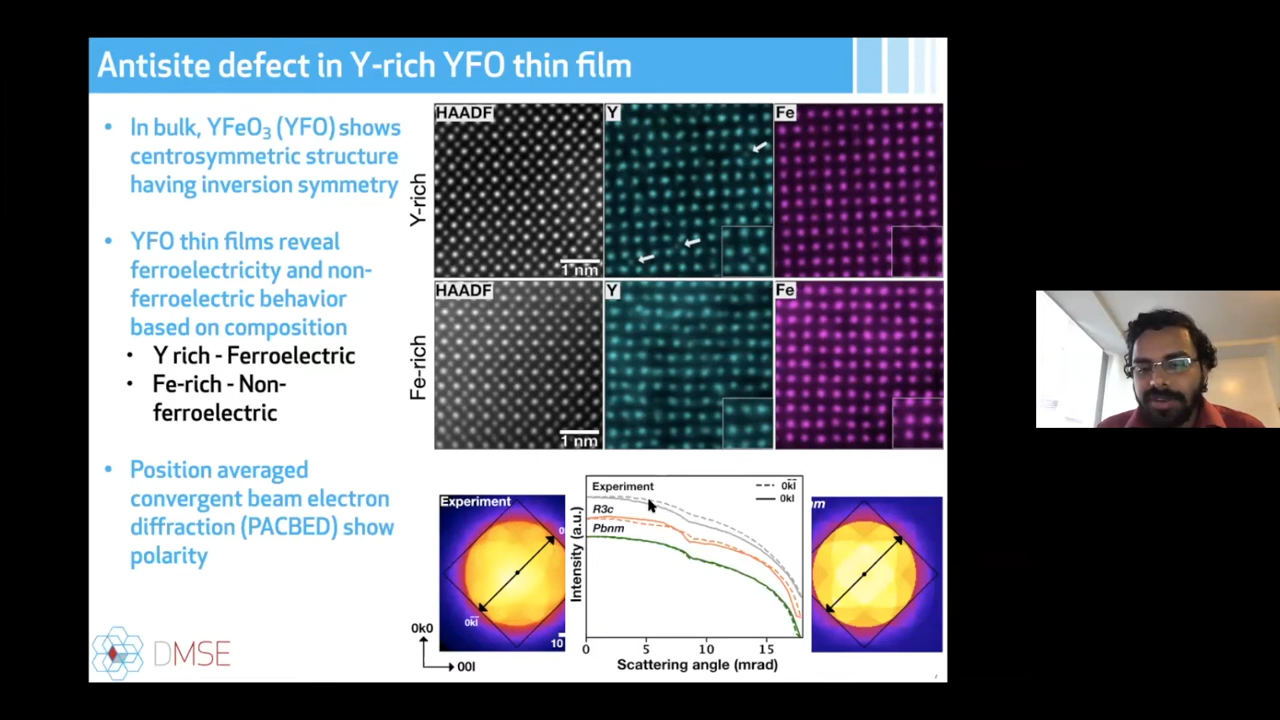 Antisite defect in Y-rich YFO thin film
• In bulk, YFeO₃ (YFO) shows
centrosymmetric structure
having inversion symmetry
• YFO thin films reveal
ferroelectricity and non-
ferroelectric behavior
based on composition
• Y rich - Ferroelectric
• Fe-rich - Non-
ferroelectric
• Position averaged
convergent beam electron
diffraction (PACBED) show
polarity
DMSE
Y-rich
HAADF
Y
Fe
1 nm
Fe-rich
HAADF
Y
Fe
1 nm
Experiment
0k̅l̅
10
0k0
00l
Experiment
0k̅l̅
0kl
R3c
Pbnm
Intensity (a.u.)
0 5 10 15
Scattering angle (mrad)